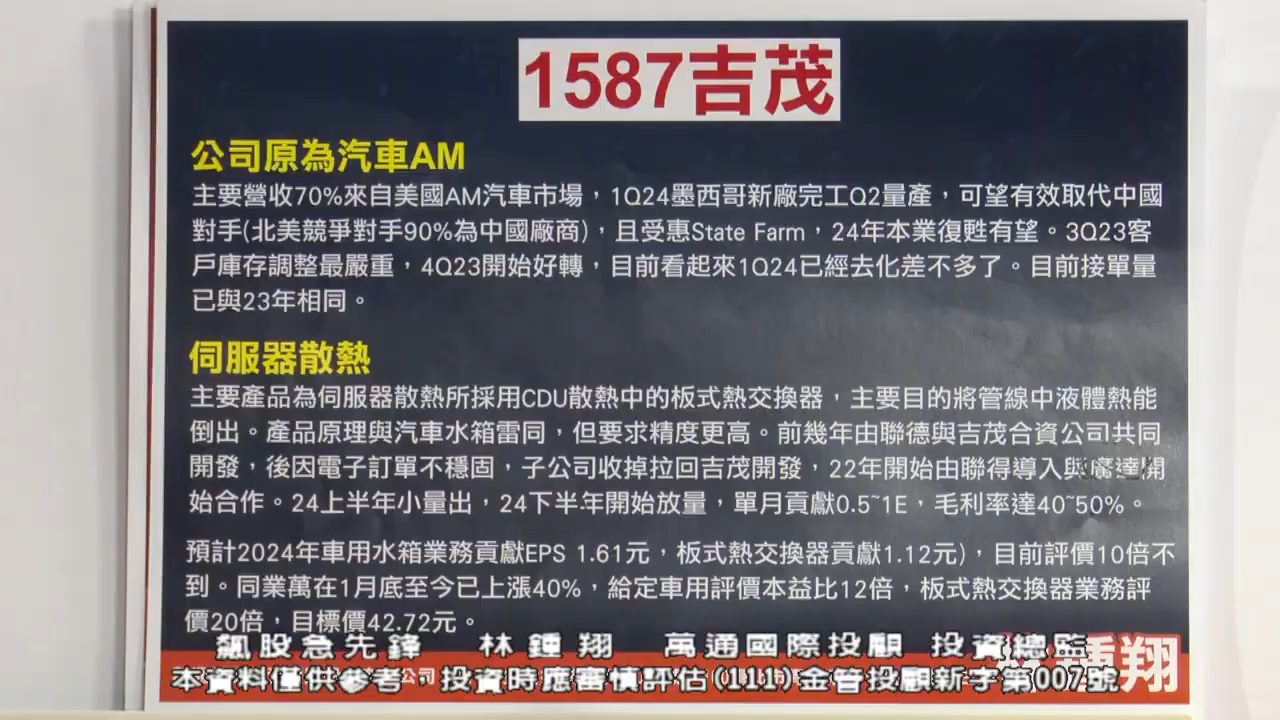 1587吉茂
公司原為汽車AM
主要營收70%來自美國AM汽車市場，1Q24墨西哥新廠完工Q2量產，可望有效取代中國
對手(北美競爭對手90%為中國廠商)，且受惠State Farm，24年本業復甦有望。3Q23客
戶庫存調整最嚴重，4Q23開始好轉，目前看起來1Q24已經去化差不多了。目前接單量
已與23年相同。
伺服器散熱
主要產品為伺服器散熱所採用CDU散熱中的板式熱交換器，主要目的將管線中液體熱能
倒出。產品原理與汽車水箱雷同，但要求精度更高。前幾年由聯德與吉茂合資公司共同
開發，後因電子訂單不穩固，子公司收掉拉回吉茂開發，22年開始由聯得導入與廣達開
始合作。24上半年小量出，24下半年開始放量，單月貢獻0.5~1E，毛利率達40~50%。
預計2024年車用水箱業務貢獻EPS 1.61元，板式熱交換器貢獻1.12元)，目前評價10倍不
到。同業萬在1月底至今已上漲40%，給定車用評價本益比12倍，板式熱交換器業務評
價20倍，目標價42.72元。
飆股急先鋒 林鍾翔 萬通國際投顧 投資總監
本資料僅供參考，投資時應審慎評估(111)金管投顧新字第007號